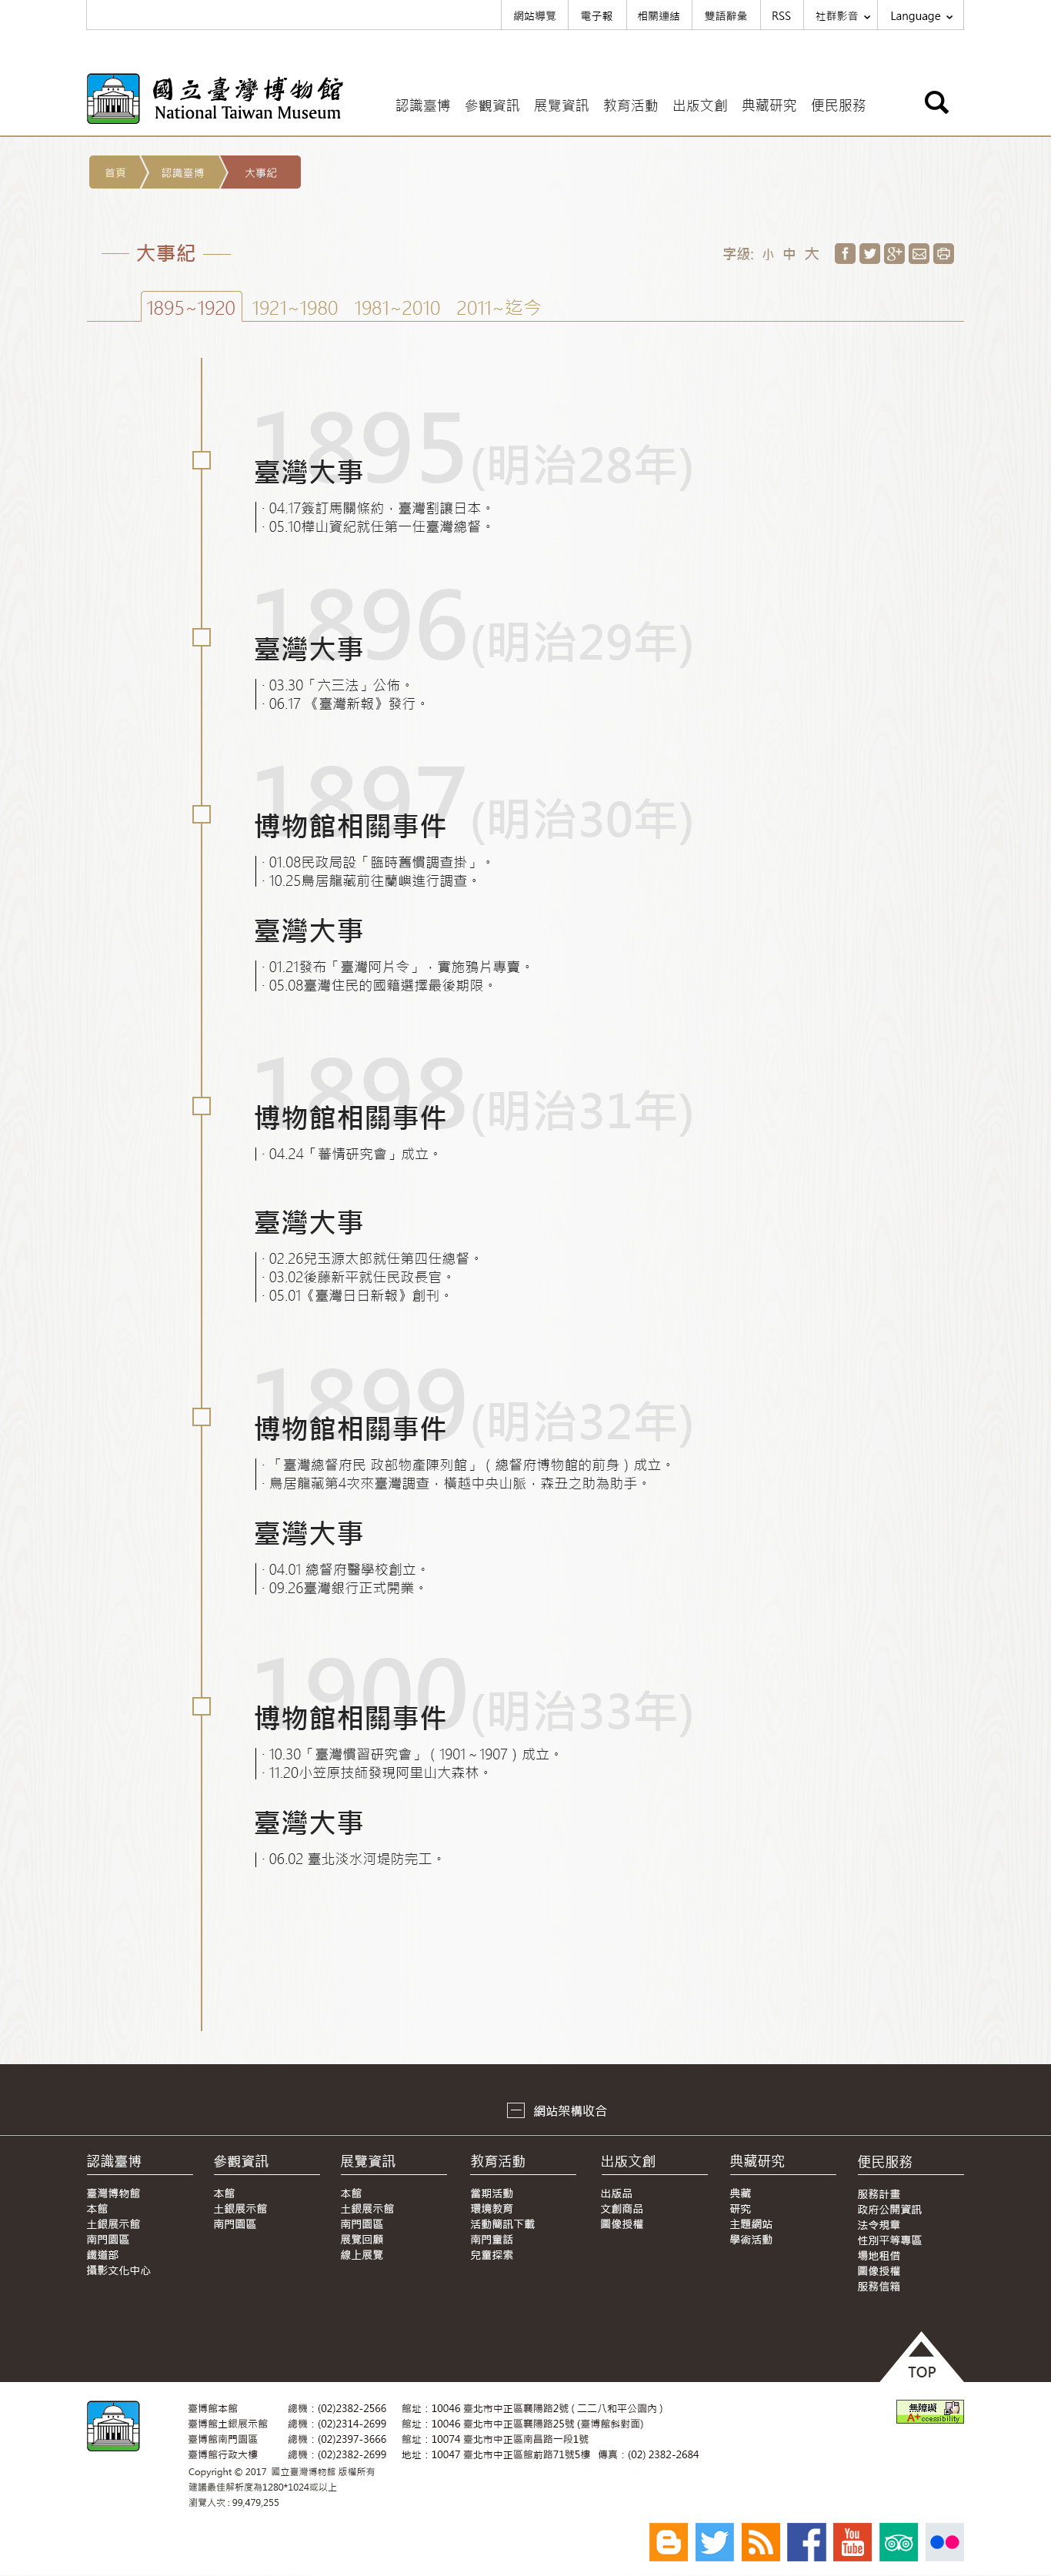 網站導覽 電子報 相關連結 雙語辭彙 RSS 社群影音 Language
國立臺灣博物館
National Taiwan Museum
認識臺博 參觀資訊 展覽資訊 教育活動 出版文創 典藏研究 便民服務
首頁 認識臺博 大事紀
大事紀
字級: 小 中 大
1895~1920 1921~1980 1981~2010 2011~迄今
1895(明治28年)
臺灣大事
· 04.17簽訂馬關條約，臺灣割讓日本。
· 05.10樺山資紀就任第一任臺灣總督。
1896(明治29年)
臺灣大事
· 03.30「六三法」公佈。
· 06.17 《臺灣新報》發行。
1897(明治30年)
博物館相關事件
· 01.08民政局設「臨時舊慣調查掛」。
· 10.25鳥居龍藏前往蘭嶼進行調查。
臺灣大事
· 01.21發布「臺灣阿片令」，實施鴉片專賣。
· 05.08臺灣住民的國籍選擇最後期限。
1898(明治31年)
博物館相關事件
· 04.24「蕃情研究會」成立。
臺灣大事
· 02.26兒玉源太郎就任第四任總督。
· 03.02後藤新平就任民政長官。
· 05.01《臺灣日日新報》創刊。
1899(明治32年)
博物館相關事件
· 「臺灣總督府民 政部物產陳列館」（總督府博物館的前身）成立。
· 鳥居龍藏第4次來臺灣調查，橫越中央山脈，森丑之助為助手。
臺灣大事
· 04.01 總督府醫學校創立。
· 09.26臺灣銀行正式開業。
1900(明治33年)
博物館相關事件
· 10.30「臺灣慣習研究會」（1901～1907）成立。
· 11.20小笠原技師發現阿里山大森林。
臺灣大事
· 06.02 臺北淡水河堤防完工。
網站架構收合
認識臺博 參觀資訊 展覽資訊 教育活動 出版文創 典藏研究 便民服務
臺灣博物館 本館 本館 當期活動 出版品 典藏 服務計畫
本館 土銀展示館 土銀展示館 環境教育 文創商品 研究 政府公開資訊
土銀展示館 南門園區 南門園區 活動簡訊下載 圖像授權 主題網站 法令規章
南門園區 展覽回顧 南門童話 學術活動 性別平等專區
鐵道部 線上展覽 兒童探索 場地租借
攝影文化中心 圖像授權
服務信箱
TOP
臺博館本館 總機：(02)2382-2566 館址：10046 臺北市中正區襄陽路2號 ( 二二八和平公園內 )
臺博館土銀展示館 總機：(02)2314-2699 館址：10046 臺北市中正區襄陽路25號 (臺博館斜對面)
臺博館南門園區 總機：(02)2397-3666 館址：10074 臺北市中正區南昌路一段1號
臺博館行政大樓 總機：(02)2382-2699 地址：10047 臺北市中正區館前路71號5樓 傳真：(02) 2382-2684
Copyright © 2017 國立臺灣博物館 版權所有
建議最佳解析度為1280*1024或以上
瀏覽人次 : 99,479,255
無障礙
A+ccessibility
You
Tube